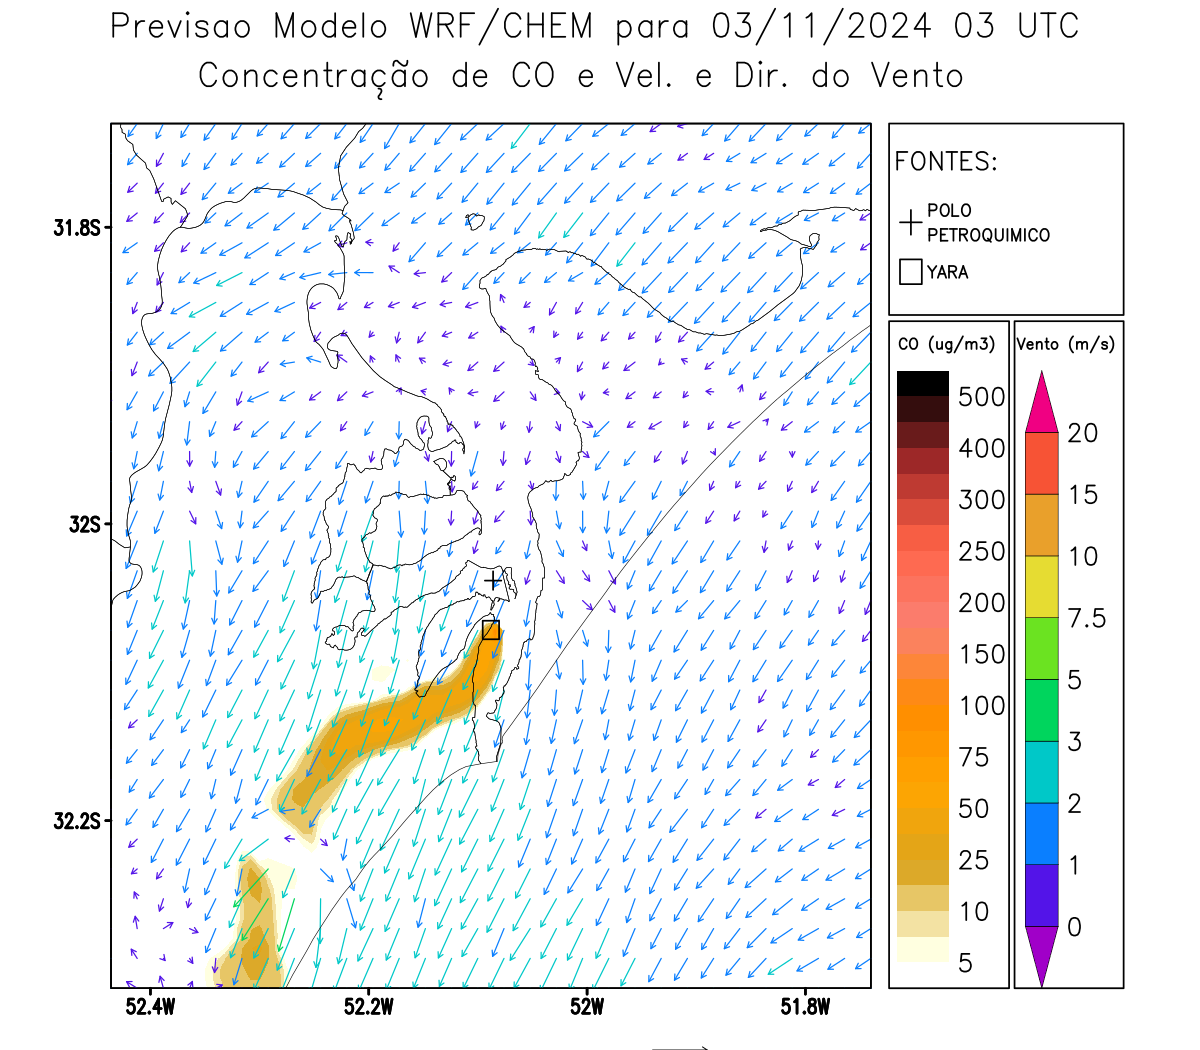 Previsao Modelo WRF/CHEM para 03/11/2024 03 UTC
Concentração de CO e Vel. e Dir. do Vento
FONTES:
POLO
PETROQUIMICO
YARA
CO (ug/m3)
500
400
300
250
200
150
100
75
50
25
10
5
Vento (m/s)
20
15
10
7.5
5
3
2
1
0
31.8S
32S
32.2S
52.4W 52.2W 52W 51.8W